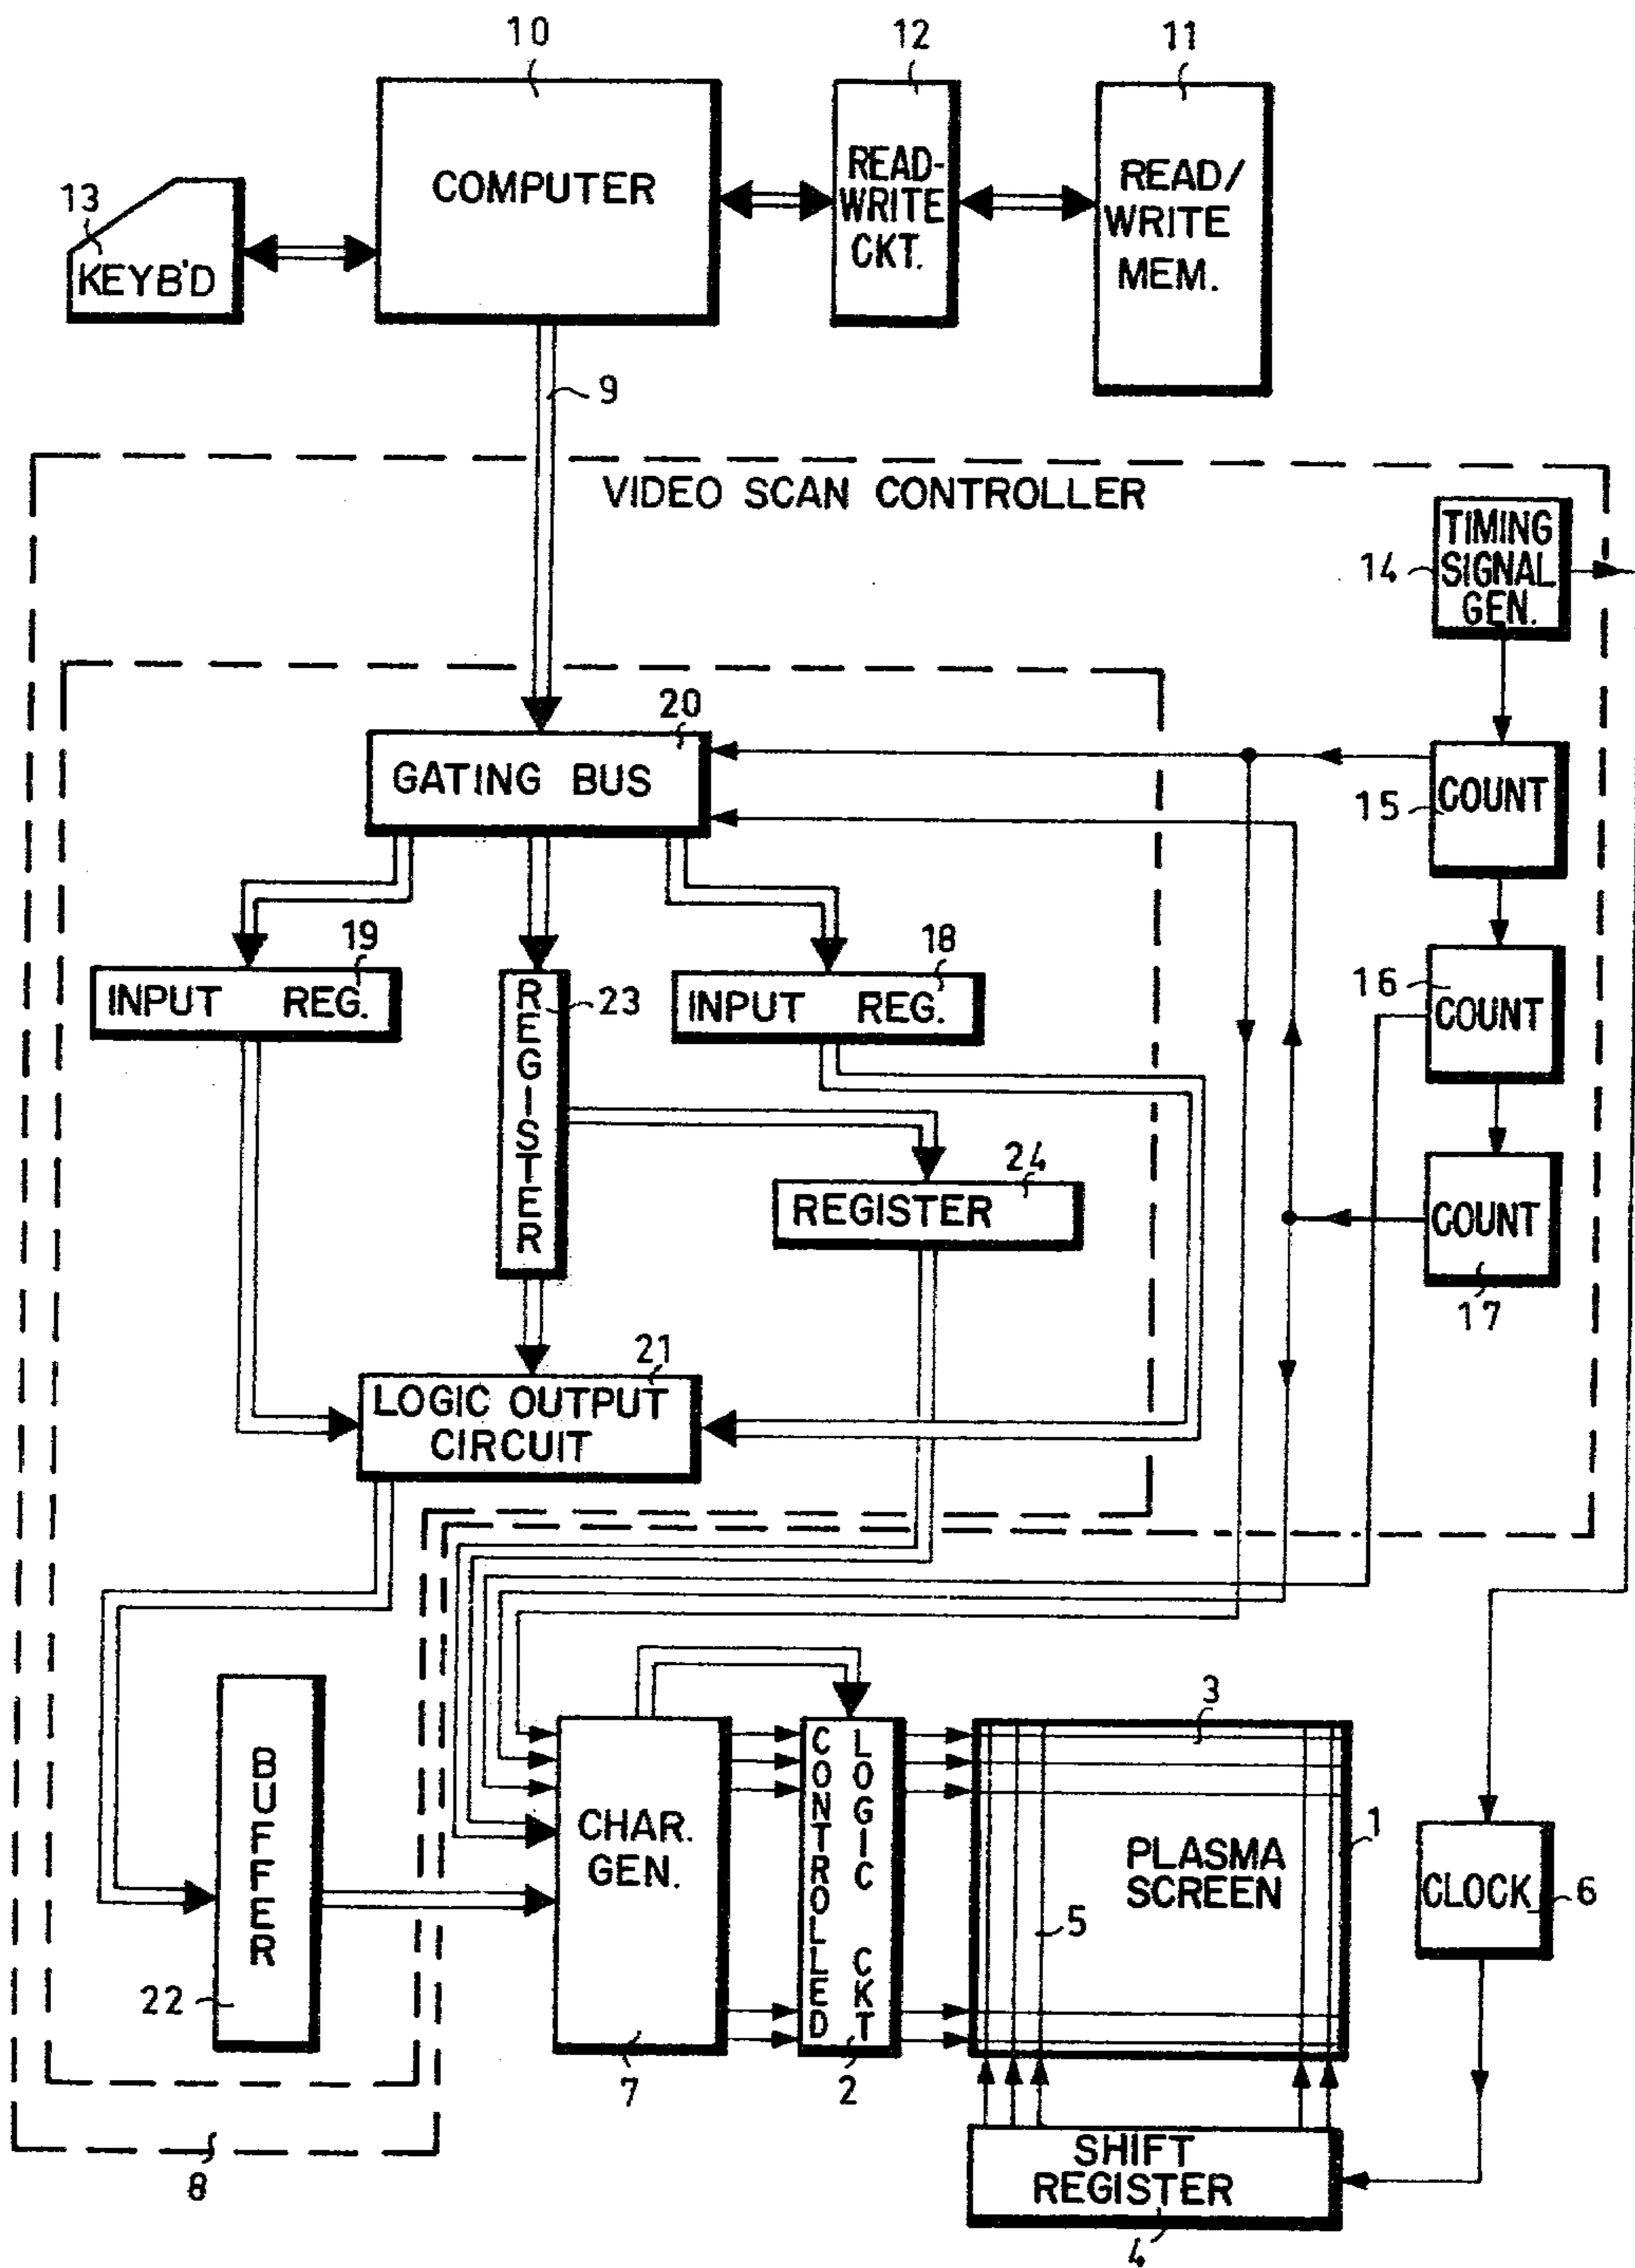 10
12
11
COMPUTER
READ-
WRITE
CKT.
READ/
WRITE
MEM.
13
KEYB'D
9
VIDEO SCAN CONTROLLER
TIMING
SIGNAL
GEN.
14
20
GATING BUS
COUNT
15
19
INPUT REG.
REGISTER
23
18
INPUT REG.
16
COUNT
24
REGISTER
COUNT
17
21
LOGIC OUTPUT
CIRCUIT
BUFFER
22
CHAR.
GEN.
7
CONTROLLED
LOGIC CKT
2
3
PLASMA
SCREEN
1
5
CLOCK
6
8
SHIFT
REGISTER
4